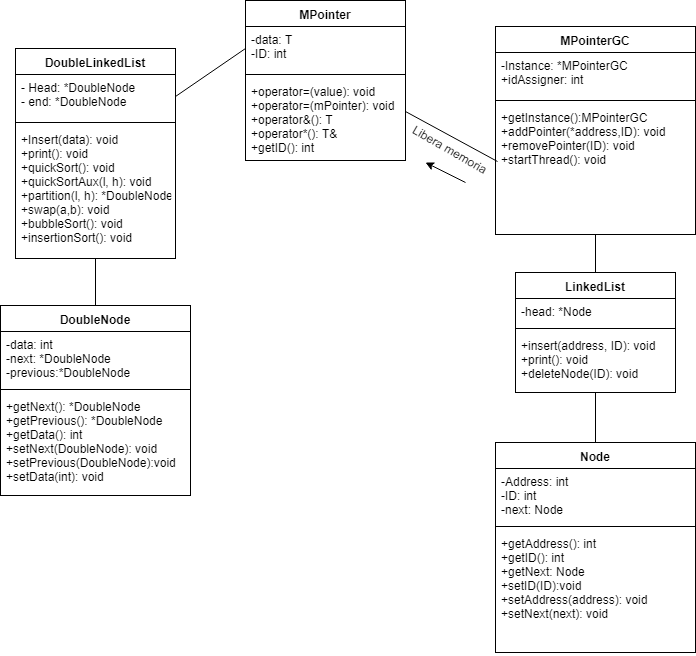 MPointer
-data: T
-ID: int
+operator=(value): void
+operator=(mPointer): void
+operator&(): T
+operator*(): T&
+getID(): int
DoubleLinkedList
- Head: *DoubleNode
- end: *DoubleNode
+Insert(data): void
+print(): void
+quickSort(): void
+quickSortAux(l, h): void
+partition(l, h): *DoubleNode
+swap(a,b): void
+bubbleSort(): void
+insertionSort(): void
MPointerGC
-Instance: *MPointerGC
+idAssigner: int
+getInstance():MPointerGC
+addPointer(*address,ID): void
+removePointer(ID): void
+startThread(): void
Libera memoria
DoubleNode
-data: int
-next: *DoubleNode
-previous:*DoubleNode
+getNext(): *DoubleNode
+getPrevious(): *DoubleNode
+getData(): int
+setNext(DoubleNode): void
+setPrevious(DoubleNode):void
+setData(int): void
LinkedList
-head: *Node
+insert(address, ID): void
+print(): void
+deleteNode(ID): void
Node
-Address: int
-ID: int
-next: Node
+getAddress(): int
+getID(): int
+getNext: Node
+setID(ID):void
+setAddress(address): void
+setNext(next): void